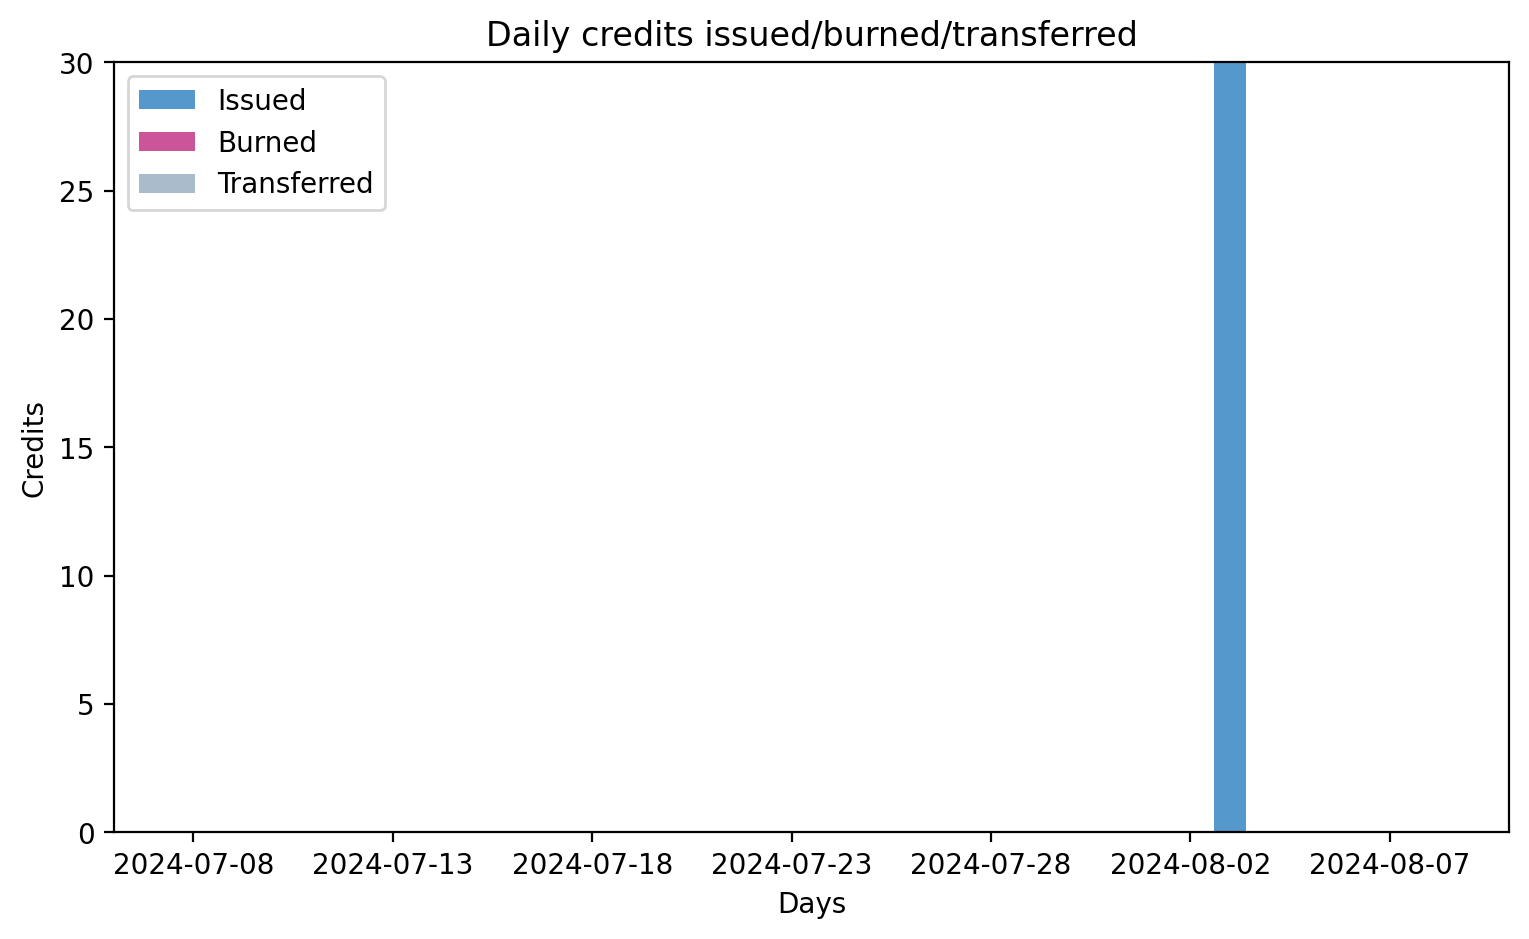 Daily credits issued/burned/transferred
30
25
20
15
10
5
0
Credits
Issued
Burned
Transferred
2024-07-08 2024-07-13 2024-07-18 2024-07-23 2024-07-28 2024-08-02 2024-08-07
Days